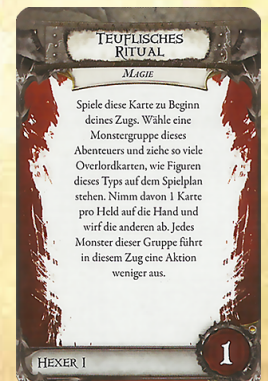 Teuflisches
Ritual
Magie
Spiele diese Karte zu Beginn
deines Zugs. Wähle eine
Monstergruppe dieses
Abenteuers und ziehe so viele
Overlordkarten, wie Figuren
dieses Typs auf dem Spielplan
stehen. Nimm davon 1 Karte
pro Held auf die Hand und
wirf die anderen ab. Jedes
Monster dieser Gruppe führt
in diesem Zug eine Aktion
weniger aus.
Hexer I
1